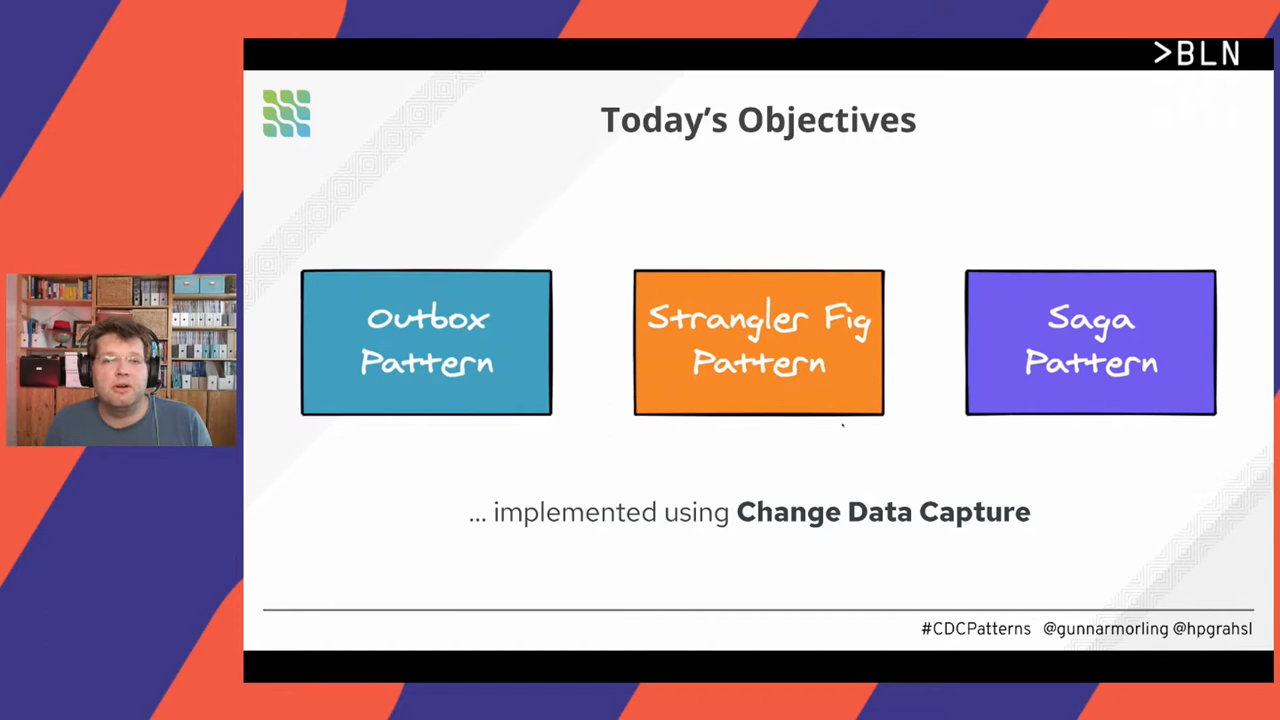 >BLN
Today's Objectives
Outbox
Pattern
Strangler Fig
Pattern
Saga
Pattern
... implemented using Change Data Capture
#CDCPatterns @gunnarmorling @hpgrahsl